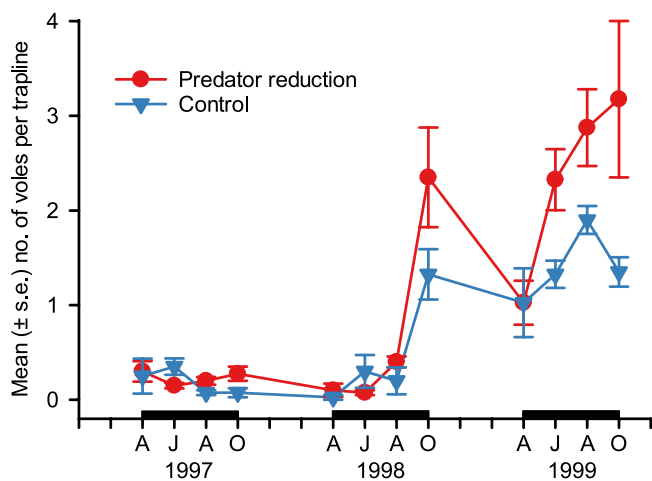 4
3
2
1
0
Mean (± s.e.) no. of voles per trapline
Predator reduction
Control
A J A O A J A O A J A O
1997 1998 1999